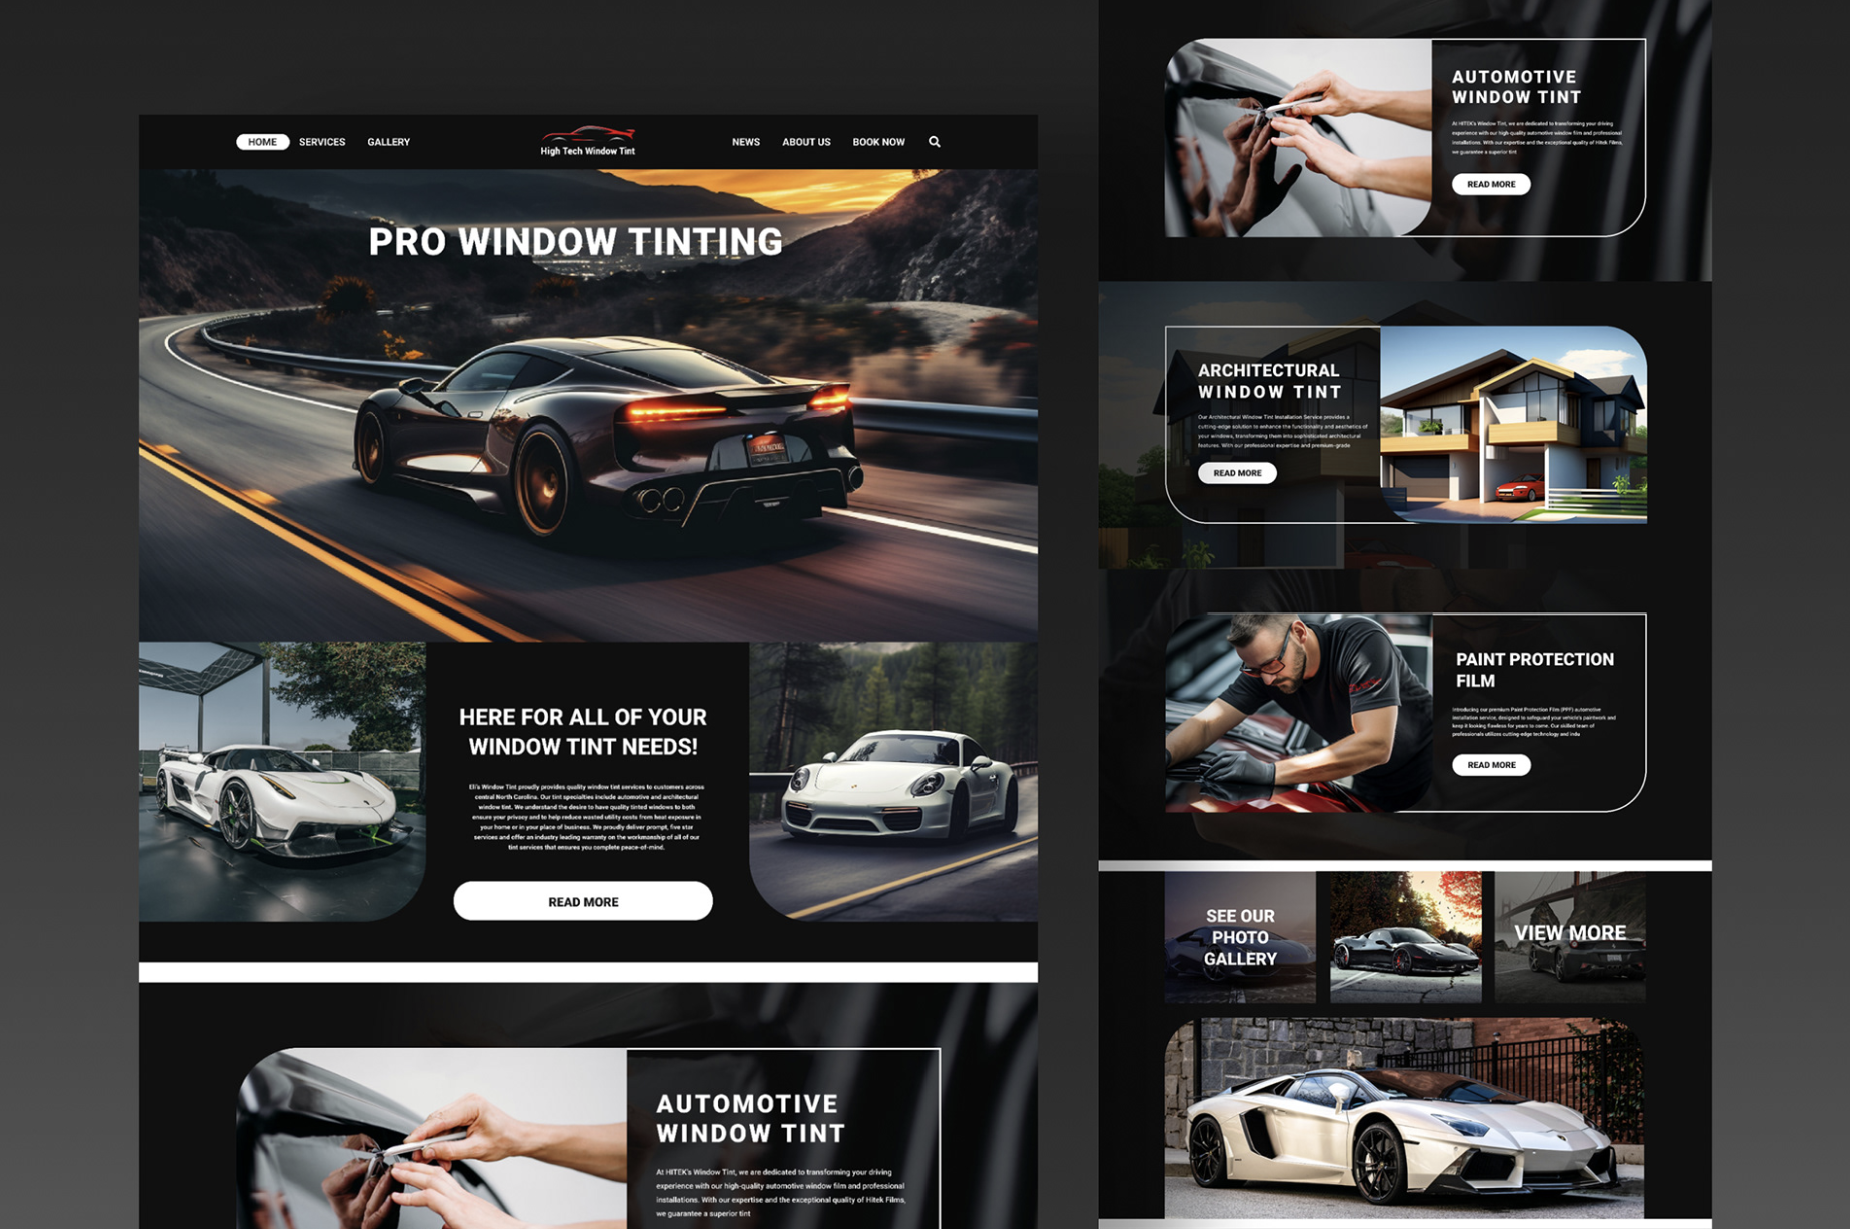 HOME
SERVICES
GALLERY
High Tech Window Tint
NEWS
ABOUT US
BOOK NOW
PRO WINDOW TINTING
HERE FOR ALL OF YOUR
WINDOW TINT NEEDS!
Eli's Window Tint proudly provides quality window tint services to customers across
central North Carolina. Our tint specialties include automotive and architectural
window tint. We understand the desire to have quality tinted windows to both
ensure your privacy and to help reduce wasted utility costs from heat exposure in
your home or in your place of business. We proudly deliver prompt, five star
services and offer an industry leading warranty on the workmanship of all of our
tint services that ensures you complete peace-of-mind.
READ MORE
AUTOMOTIVE
WINDOW TINT
At HITEK's Window Tint, we are dedicated to transforming your driving
experience with our high-quality automotive window film and professional
installations. With our expertise and the exceptional quality of Hitek Films,
we guarantee a superior tint
AUTOMOTIVE
WINDOW TINT
At HITEK's Window Tint, we are dedicated to transforming your driving
experience with our high-quality automotive window film and professional
installations. With our expertise and the exceptional quality of Hitek Films,
we guarantee a superior tint
READ MORE
ARCHITECTURAL
WINDOW TINT
Our Architectural Window Tint Installation Service provides a
cutting-edge solution to enhance the functionality and aesthetics of
your windows, transforming them into sophisticated architectural
features. With our professional expertise and premium-grade
READ MORE
PAINT PROTECTION
FILM
Introducing our premium Paint Protection Film (PPF) automotive
installation service, designed to safeguard your vehicle's paintwork and
keep it looking flawless for years to come. Our skilled team of
professionals utilizes cutting-edge technology and indu
READ MORE
SEE OUR
PHOTO
GALLERY
VIEW MORE